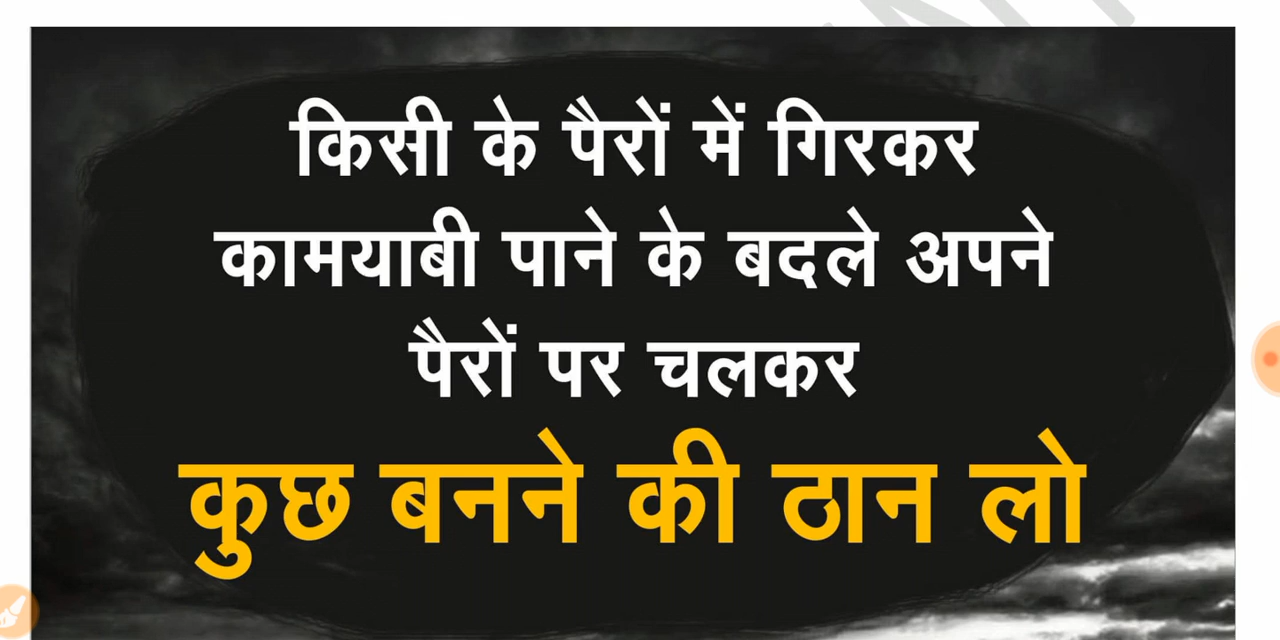 किसी के पैरों में गिरकर
कामयाबी पाने के बदले अपने
पैरों पर चलकर
कुछ बनने की ठान लो